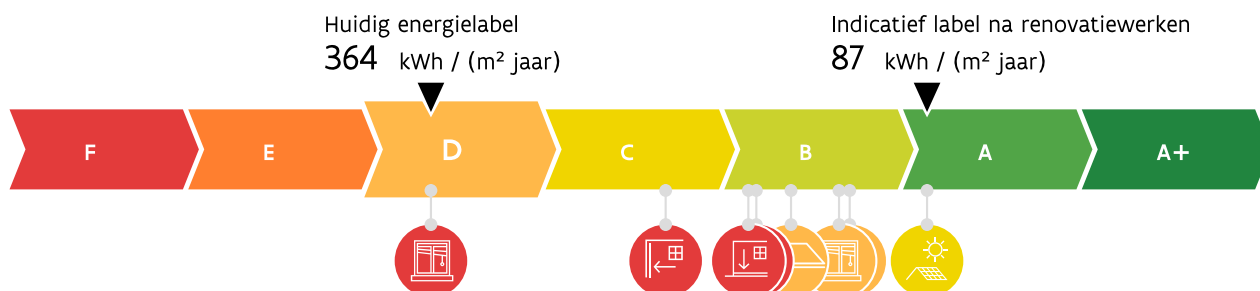 Huidig energielabel
364 kWh / (m² jaar)
Indicatief label na renovatiewerken
87 kWh / (m² jaar)
F E D C B A A+